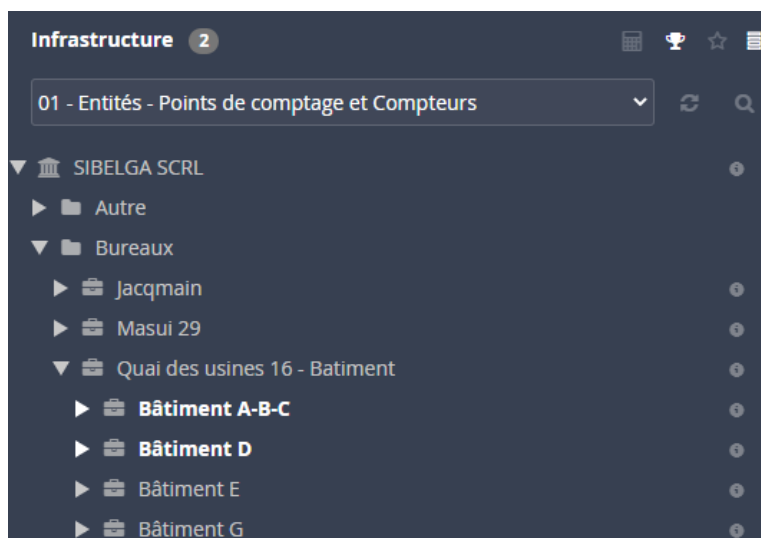 Infrastructure 2
01 - Entités - Points de comptage et Compteurs
SIBELGA SCRL
Autre
Bureaux
Jacqmain
Masui 29
Quai des usines 16 - Batiment
Bâtiment A-B-C
Bâtiment D
Bâtiment E
Bâtiment G